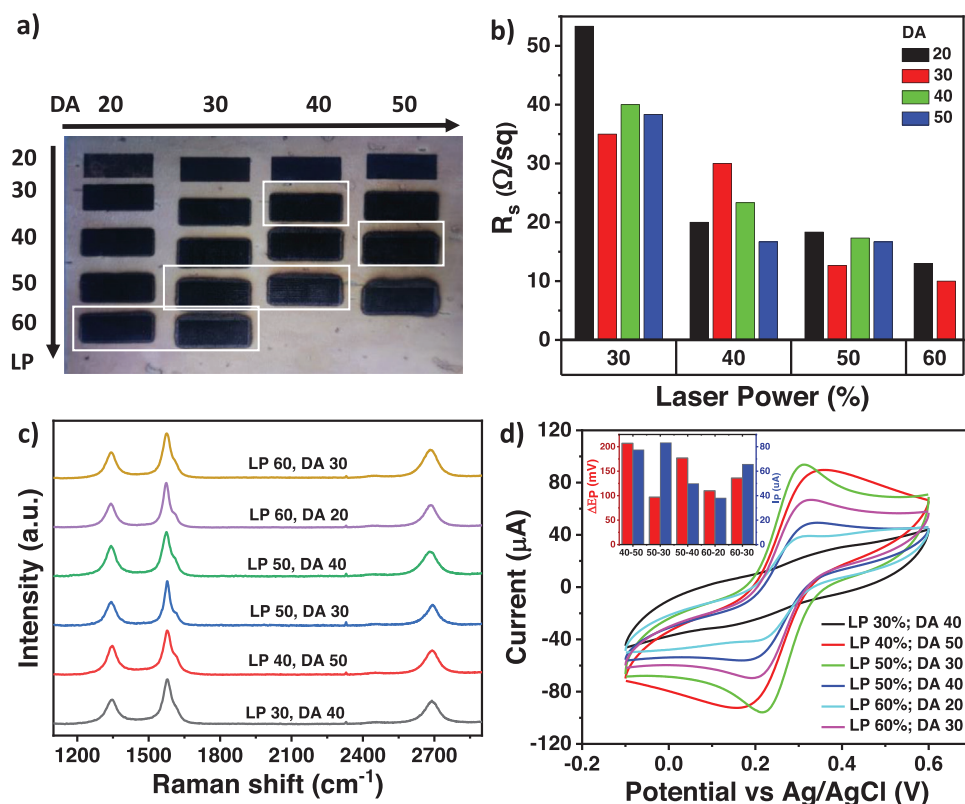 a)
DA 20 30 40 50
20
30
40
50
60
LP
b)
DA
20
30
40
50
Rs (Ω/sq)
50
40
30
20
10
0
30 40 50 60
Laser Power (%)
c)
LP 60, DA 30
LP 60, DA 20
LP 50, DA 40
LP 50, DA 30
LP 40, DA 50
LP 30, DA 40
Intensity (a.u.)
1200 1500 1800 2100 2400 2700
Raman shift (cm-1)
d)
120
80
40
0
-40
-80
-120
Current (μA)
200
150
100
50
0
ΔEP (mV)
80
60
40
20
0
IP (uA)
40-50 50-30 50-40 60-20 60-30
LP 30%; DA 40
LP 40%; DA 50
LP 50%; DA 30
LP 50%; DA 40
LP 60%; DA 20
LP 60%; DA 30
-0.2 0.0 0.2 0.4 0.6
Potential vs Ag/AgCl (V)